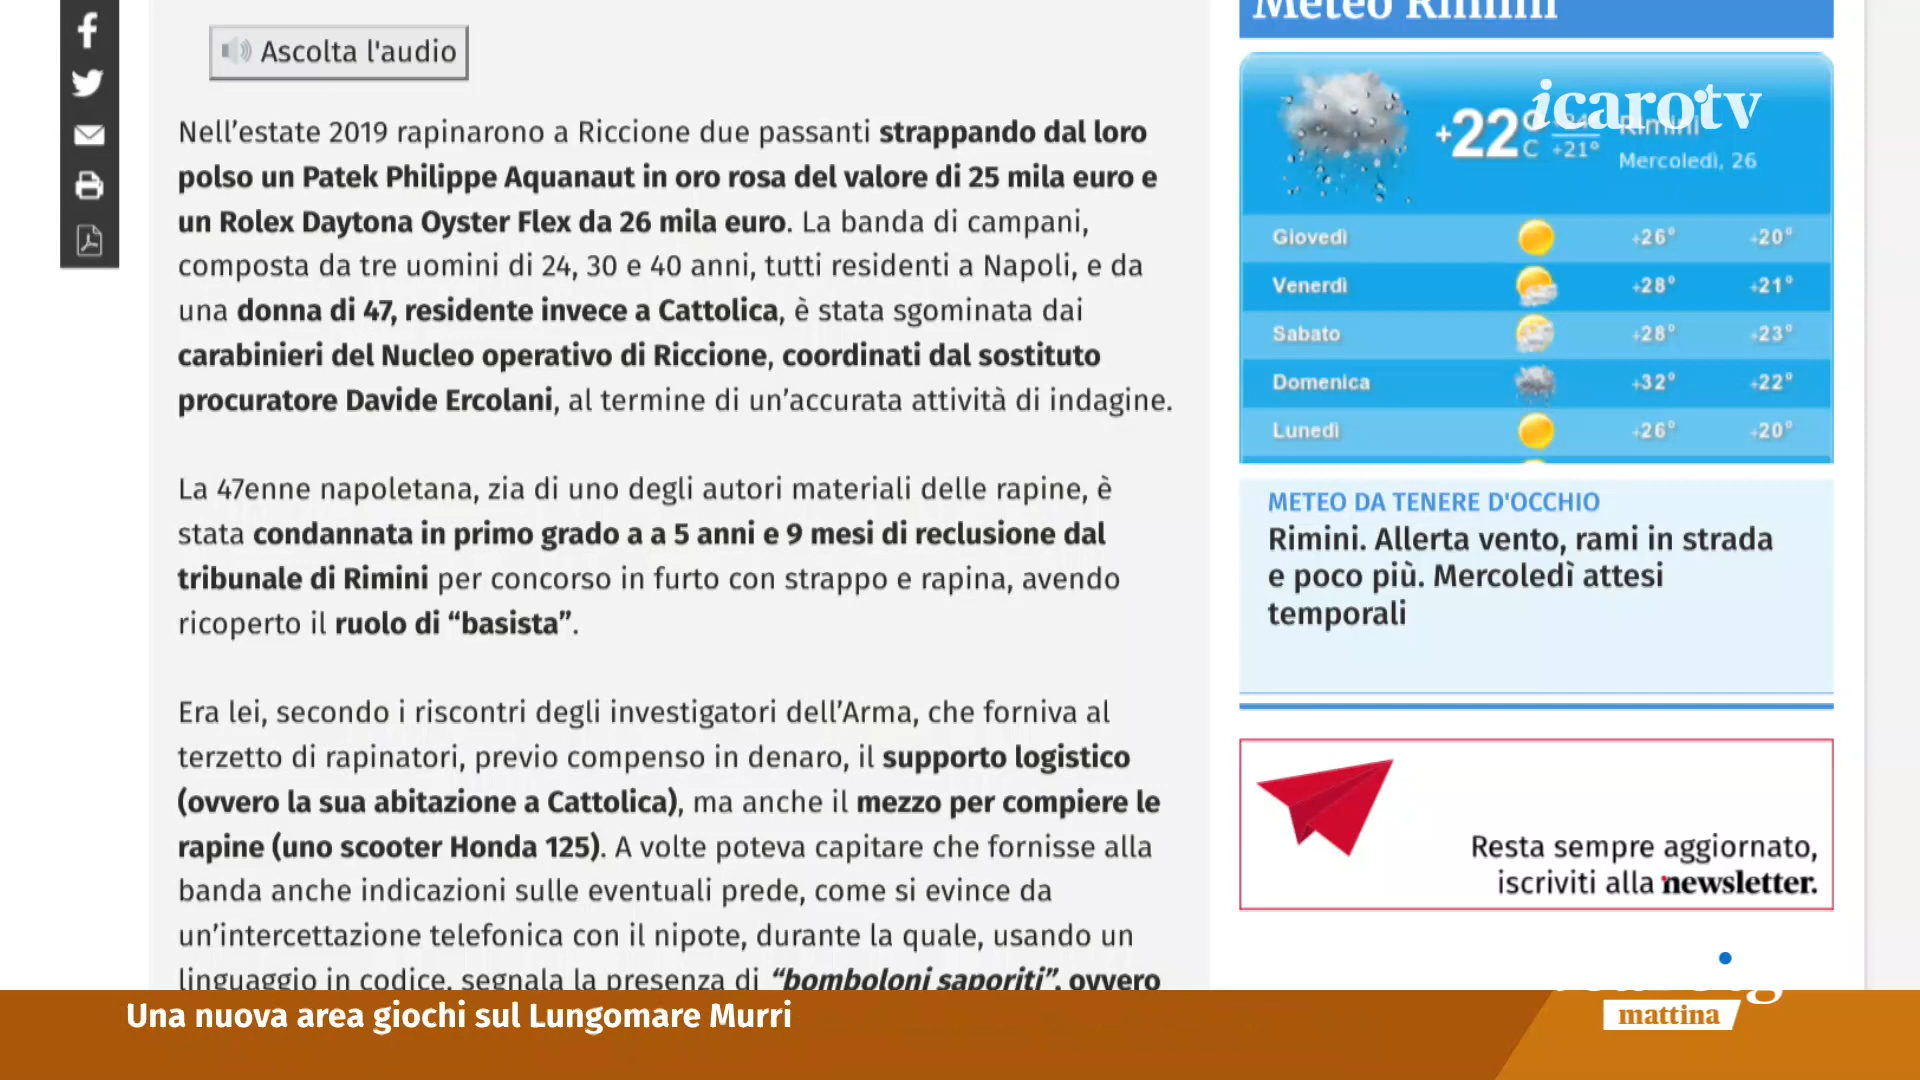 Ascolta l'audio
Nell’estate 2019 rapinarono a Riccione due passanti strappando dal loro
polso un Patek Philippe Aquanaut in oro rosa del valore di 25 mila euro e
un Rolex Daytona Oyster Flex da 26 mila euro. La banda di campani,
composta da tre uomini di 24, 30 e 40 anni, tutti residenti a Napoli, e da
una donna di 47, residente invece a Cattolica, è stata sgominata dai
carabinieri del Nucleo operativo di Riccione, coordinati dal sostituto
procuratore Davide Ercolani, al termine di un’accurata attività di indagine.
La 47enne napoletana, zia di uno degli autori materiali delle rapine, è
stata condannata in primo grado a a 5 anni e 9 mesi di reclusione dal
tribunale di Rimini per concorso in furto con strappo e rapina, avendo
ricoperto il ruolo di “basista”.
Era lei, secondo i riscontri degli investigatori dell’Arma, che forniva al
terzetto di rapinatori, previo compenso in denaro, il supporto logistico
(ovvero la sua abitazione a Cattolica), ma anche il mezzo per compiere le
rapine (uno scooter Honda 125). A volte poteva capitare che fornisse alla
banda anche indicazioni sulle eventuali prede, come si evince da
un’intercettazione telefonica con il nipote, durante la quale, usando un
linguaggio in codice, segnala la presenza di “bomboloni saporiti”, ovvero
Meteo Rimini
icarotv
+22°C +21° Rimini
Mercoledì, 26
Giovedì +26° +20°
Venerdì +28° +21°
Sabato +28° +23°
Domenica +32° +22°
Lunedì +26° +20°
METEO DA TENERE D'OCCHIO
Rimini. Allerta vento, rami in strada
e poco più. Mercoledì attesi
temporali
Resta sempre aggiornato,
iscriviti alla newsletter.
Una nuova area giochi sul Lungomare Murri
mattina